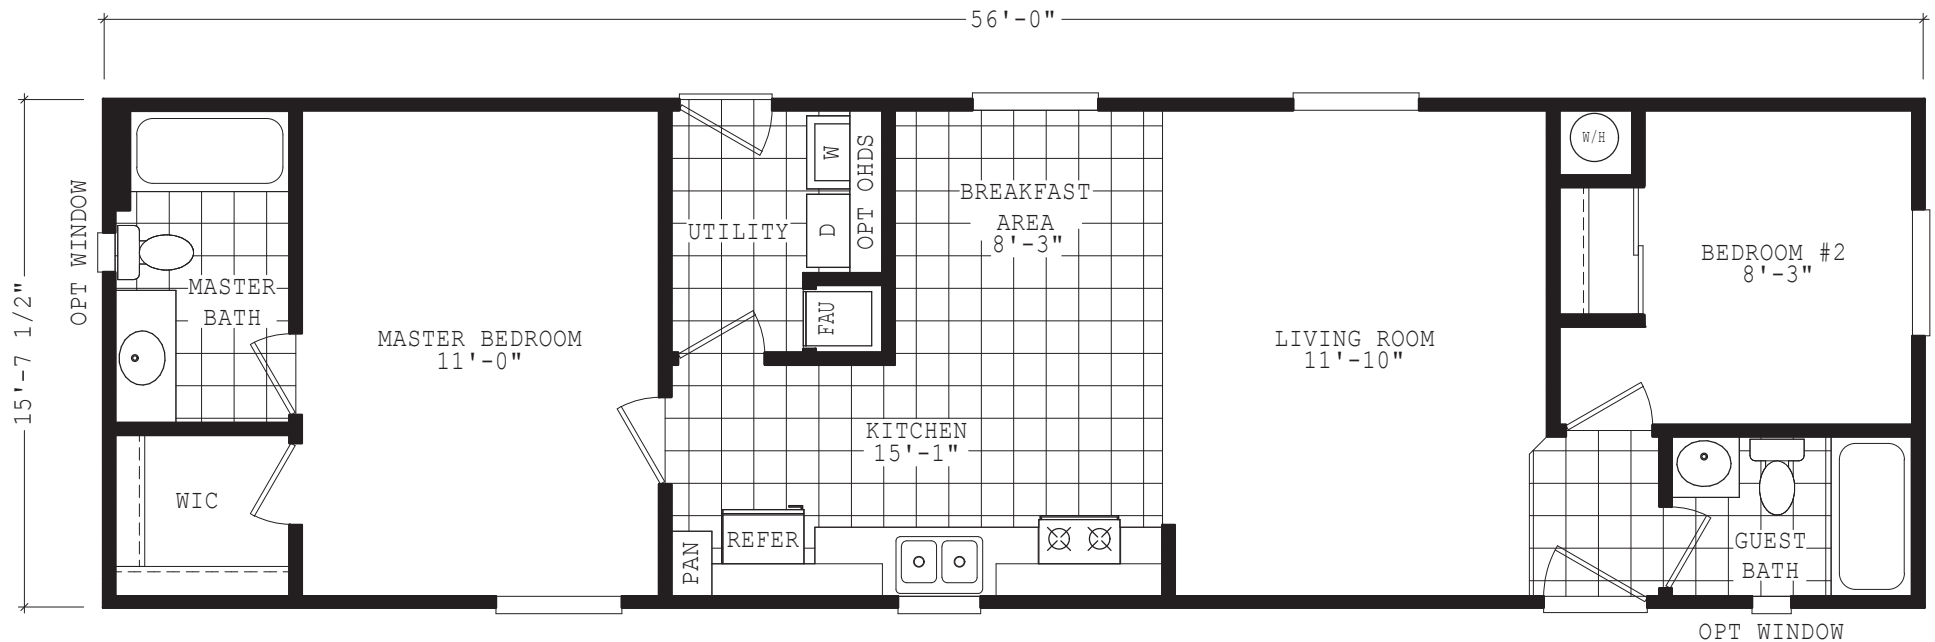 56'-0"
15'-7 1/2"
OPT WINDOW
MASTER
BATH
WIC
MASTER BEDROOM
11'-0"
UTILITY
W
D
OPT OHDS
FAU
BREAKFAST
AREA
8'-3"
KITCHEN
15'-1"
PAN
REFER
LIVING ROOM
11'-10"
W/H
BEDROOM #2
8'-3"
GUEST
BATH
OPT WINDOW